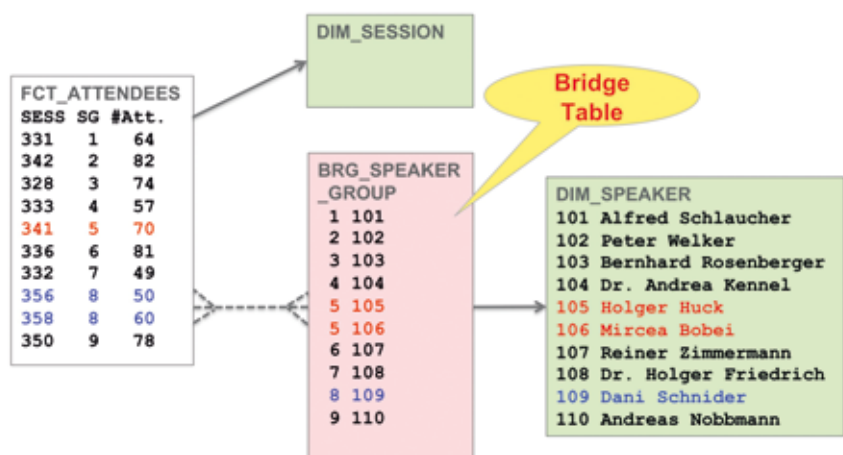 DIM_SESSION
FCT_ATTENDEES
SESS SG #Att.
331 1 64
342 2 82
328 3 74
333 4 57
341 5 70
336 6 81
332 7 49
356 8 50
358 8 60
350 9 78
Bridge
Table
BRG_SPEAKER
_GROUP
1 101
2 102
3 103
4 104
5 105
5 106
6 107
7 108
8 109
9 110
DIM_SPEAKER
101 Alfred Schlaucher
102 Peter Welker
103 Bernhard Rosenberger
104 Dr. Andrea Kennel
105 Holger Huck
106 Mircea Bobei
107 Reiner Zimmermann
108 Dr. Holger Friedrich
109 Dani Schnider
110 Andreas Nobbmann